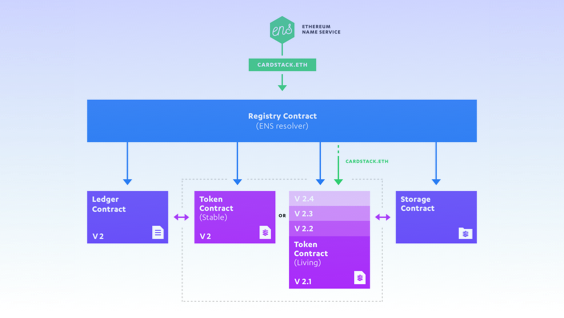 ens
ETHEREUM
NAME SERVICE
CARDSTACK.ETH
Registry Contract
(ENS resolver)
CARDSTACK.ETH
Ledger
Contract
V 2
Token
Contract
(Stable)
V 2
OR
V 2.4
V 2.3
V 2.2
Token
Contract
(Living)
V 2.1
Storage
Contract